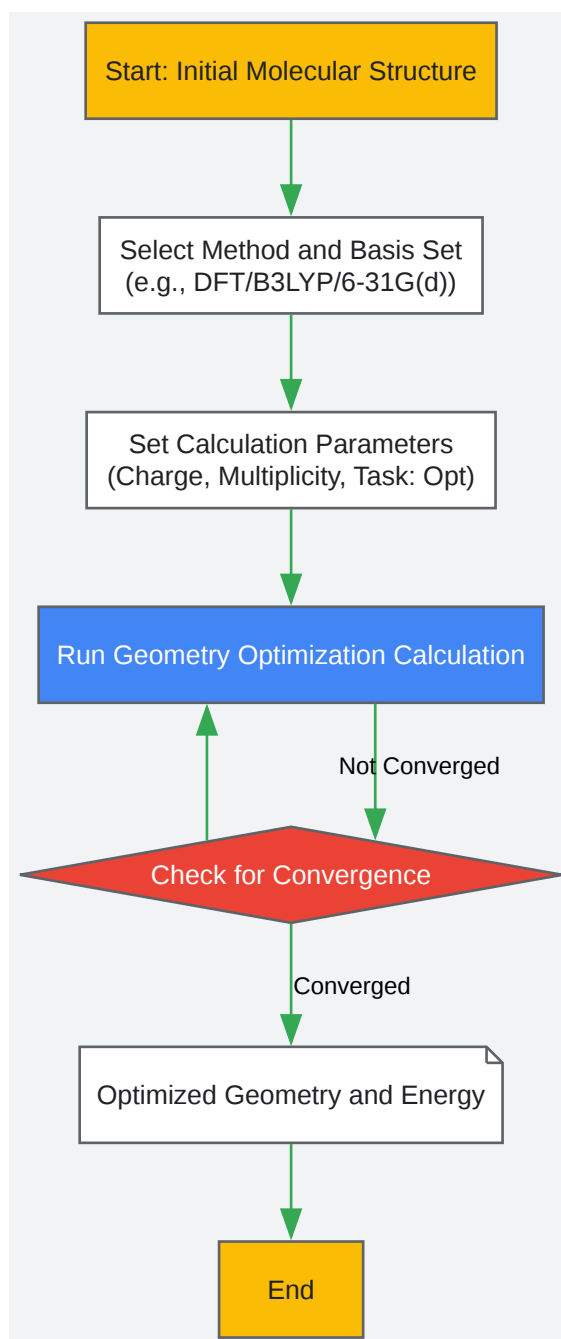 Start: Initial Molecular Structure
Select Method and Basis Set
(e.g., DFT/B3LYP/6-31G(d))
Set Calculation Parameters
(Charge, Multiplicity, Task: Opt)
Run Geometry Optimization Calculation
Not Converged
Check for Convergence
Converged
Optimized Geometry and Energy
End